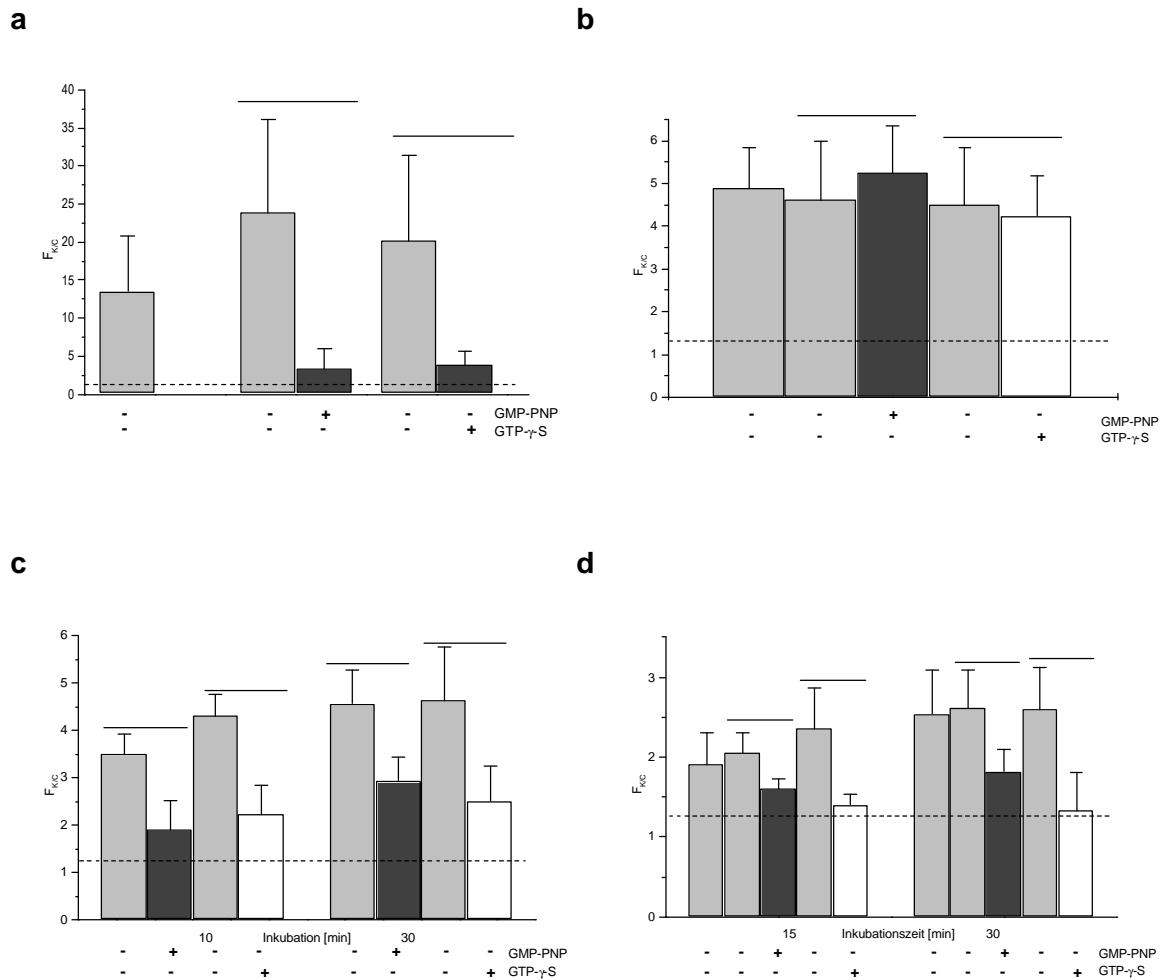 a
40
35
30
25
20
15
10
5
0
F K/C
- - + - - GMP-PNP
- - - - + GTP-γ-S
b
6
5
4
3
2
1
0
F K/C
- - + - - GMP-PNP
- - - - + GTP-γ-S
c
6
5
4
3
2
1
0
F K/C
10 Inkubation [min] 30
- + - - - + - - GMP-PNP
- - - + - - - + GTP-γ-S
d
3
2
1
0
F K/C
15 Inkubationszeit [min] 30
- - + - - - - + - - GMP-PNP
- - - - + - - - - + GTP-γ-S